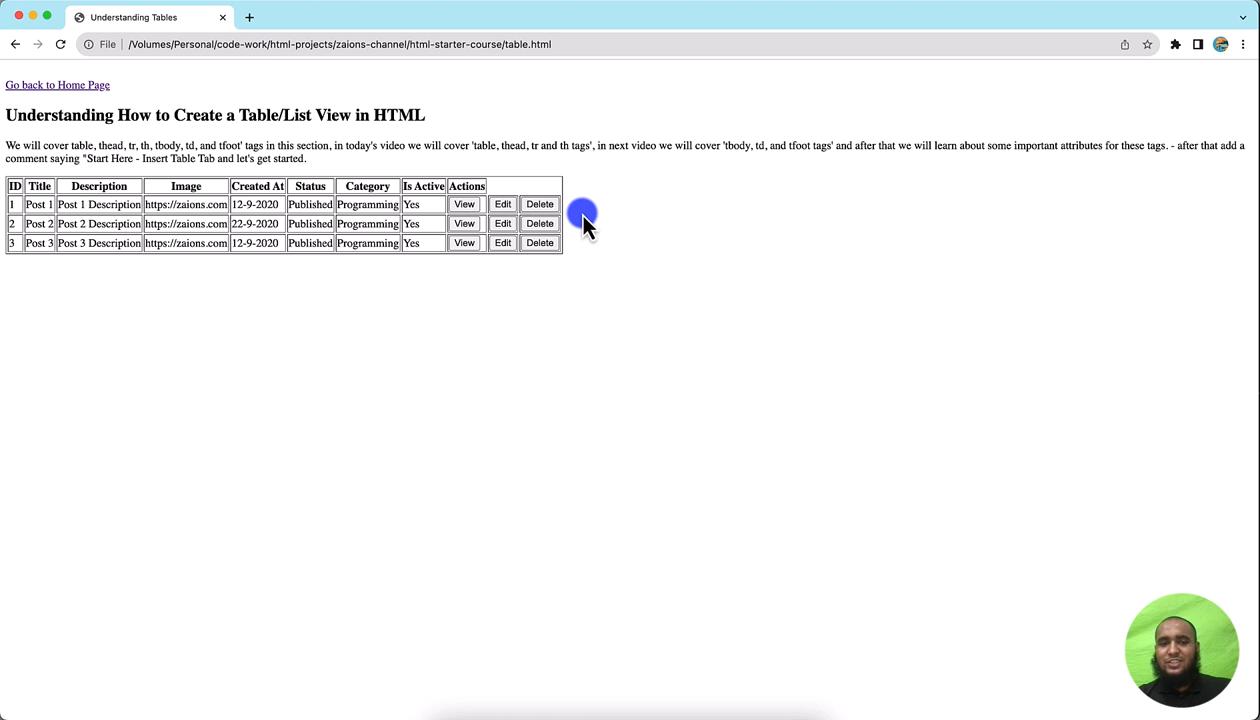 Understanding Tables
File
/Volumes/Personal/code-work/html-projects/zaions-channel/html-starter-course/table.html
Go back to Home Page
Understanding How to Create a Table/List View in HTML
We will cover table, thead, tr, th, tbody, td, and tfoot' tags in this section, in today's video we will cover 'table, thead, tr and th tags', in next video we will cover 'tbody, td, and tfoot tags' and after that we will learn about some important attributes for these tags. - after that add a
comment saying "Start Here - Insert Table Tab and let's get started.
ID Title Description Image Created At Status Category Is Active Actions
1 Post 1 Post 1 Description https://zaions.com 12-9-2020 Published Programming Yes View Edit Delete
2 Post 2 Post 2 Description https://zaions.com 22-9-2020 Published Programming Yes View Edit Delete
3 Post 3 Post 3 Description https://zaions.com 12-9-2020 Published Programming Yes View Edit Delete